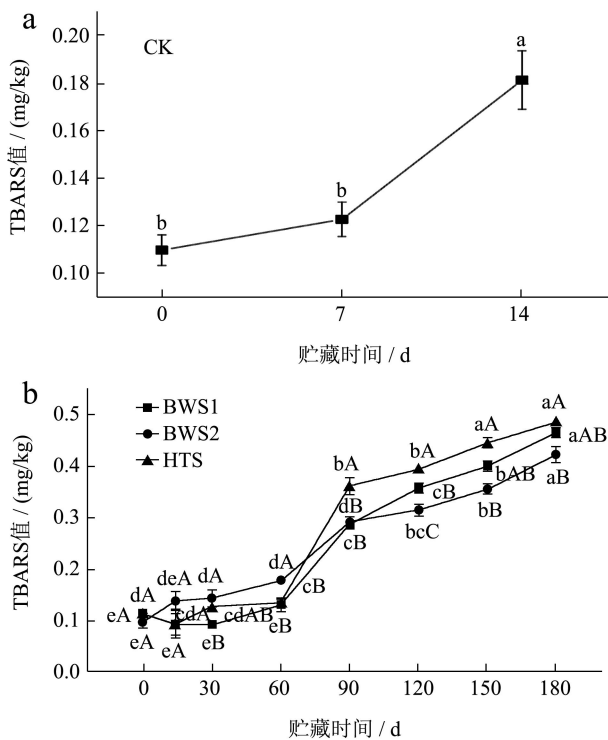 a
CK
0.20
0.18
0.16
0.14
0.12
0.10
TBARS值 / (mg/kg)
b
b
a
0
7
14
贮藏时间 / d
b
BWS1
BWS2
HTS
0.5
0.4
0.3
0.2
0.1
0.0
TBARS值 / (mg/kg)
aA
aA
aAB
bA
bA
dB
cB
bAB
aB
cB
bcC
bB
dA
deA
dA
dA
cB
eA
cdA
cdAB
eA
eA
eB
eB
0
30
60
90
120
150
180
贮藏时间 / d